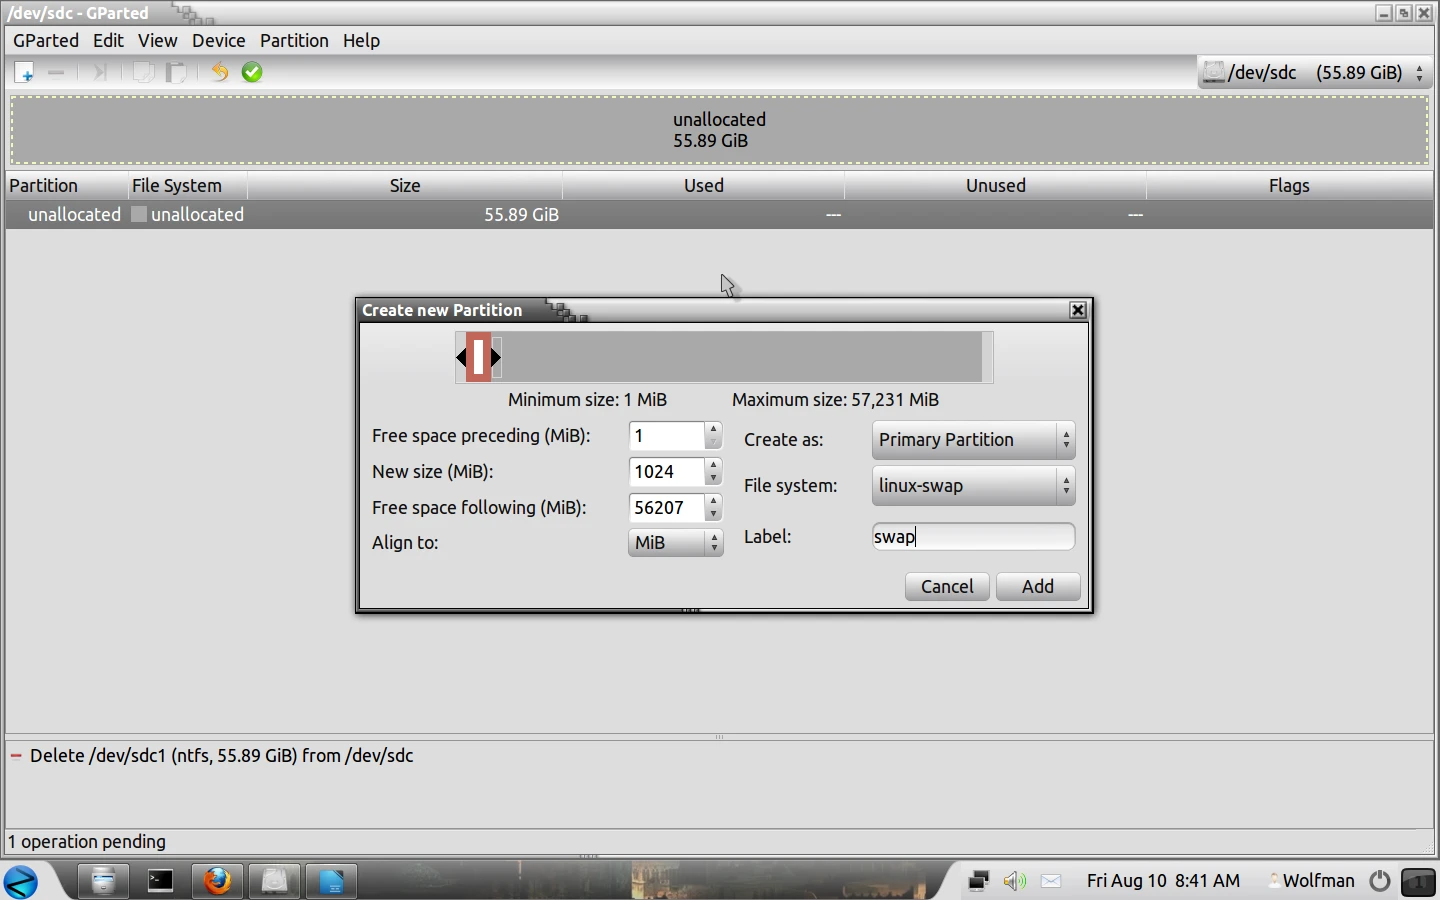 /dev/sdc - GParted
GParted Edit View Device Partition Help
/dev/sdc (55.89 GiB)
unallocated
55.89 GiB
Partition File System Size Used Unused Flags
unallocated unallocated 55.89 GiB --- ---
Create new Partition
Minimum size: 1 MiB Maximum size: 57,231 MiB
Free space preceding (MiB): 1
New size (MiB): 1024
Free space following (MiB): 56207
Align to: MiB
Create as: Primary Partition
File system: linux-swap
Label: swap
Cancel Add
Delete /dev/sdc1 (ntfs, 55.89 GiB) from /dev/sdc
1 operation pending
Fri Aug 10 8:41 AM Wolfman 1